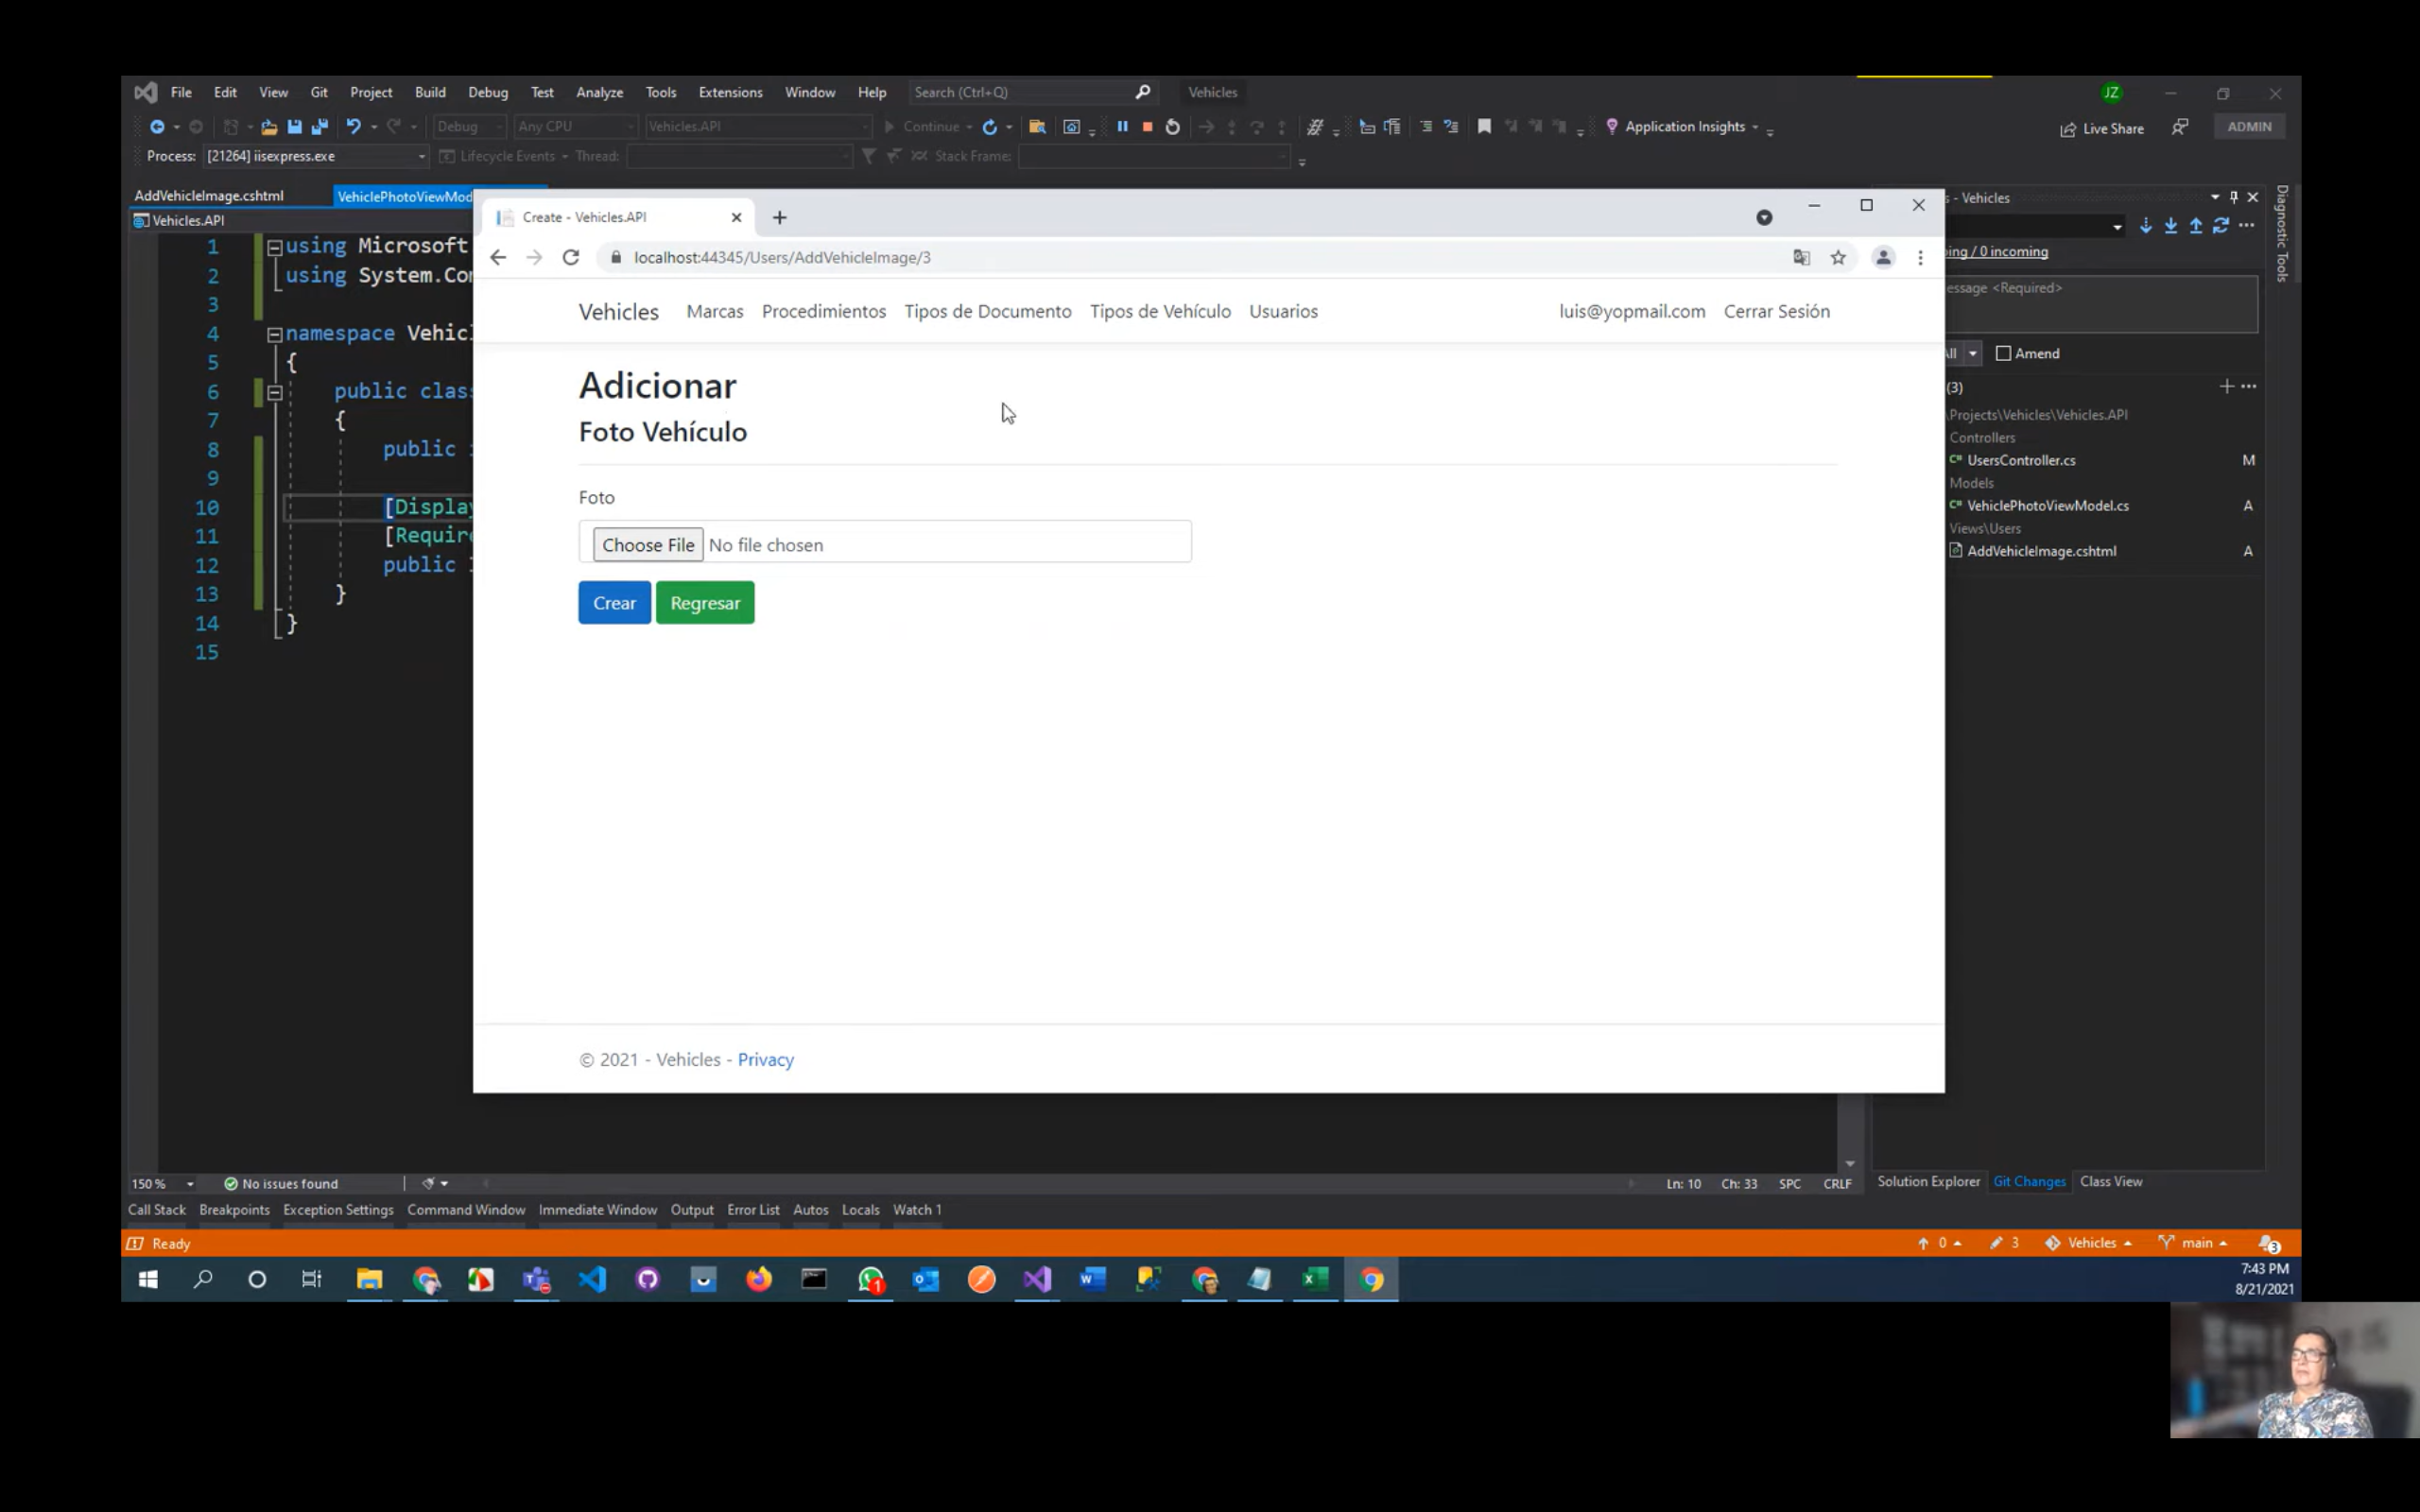 File Edit View Git Project Build Debug Test Analyze Tools Extensions Window Help Search (Ctrl+Q) Vehicles JZ
Debug Any CPU Vehicles.API Continue Application Insights Live Share ADMIN
Process: [21264] iisexpress.exe Lifecycle Events Thread: Stack Frame:
AddVehicleImage.cshtml VehiclePhotoViewMod
Vehicles.API
1 using Microsoft
2 using System.Co
3
4 namespace Vehic
5 {
6 public clas
7 {
8 public
9
10 [Display
11 [Require
12 public
13 }
14 }
15
Create - Vehicles.API
localhost:44345/Users/AddVehicleImage/3
Vehicles Marcas Procedimientos Tipos de Documento Tipos de Vehículo Usuarios luis@yopmail.com Cerrar Sesión
Adicionar
Foto Vehículo
Foto
Choose File No file chosen
Crear Regresar
© 2021 - Vehicles - Privacy
s - Vehicles
ing / 0 incoming
essage <Required>
All Amend
(3)
\Projects\Vehicles\Vehicles.API
Controllers
C# UsersController.cs M
Models
C# VehiclePhotoViewModel.cs A
Views\Users
AddVehicleImage.cshtml A
Diagnostic Tools
150 % No issues found Ln: 10 Ch: 33 SPC CRLF
Solution Explorer Git Changes Class View
Call Stack Breakpoints Exception Settings Command Window Immediate Window Output Error List Autos Locals Watch 1
Ready 0 3 Vehicles main 3
7:43 PM
8/21/2021